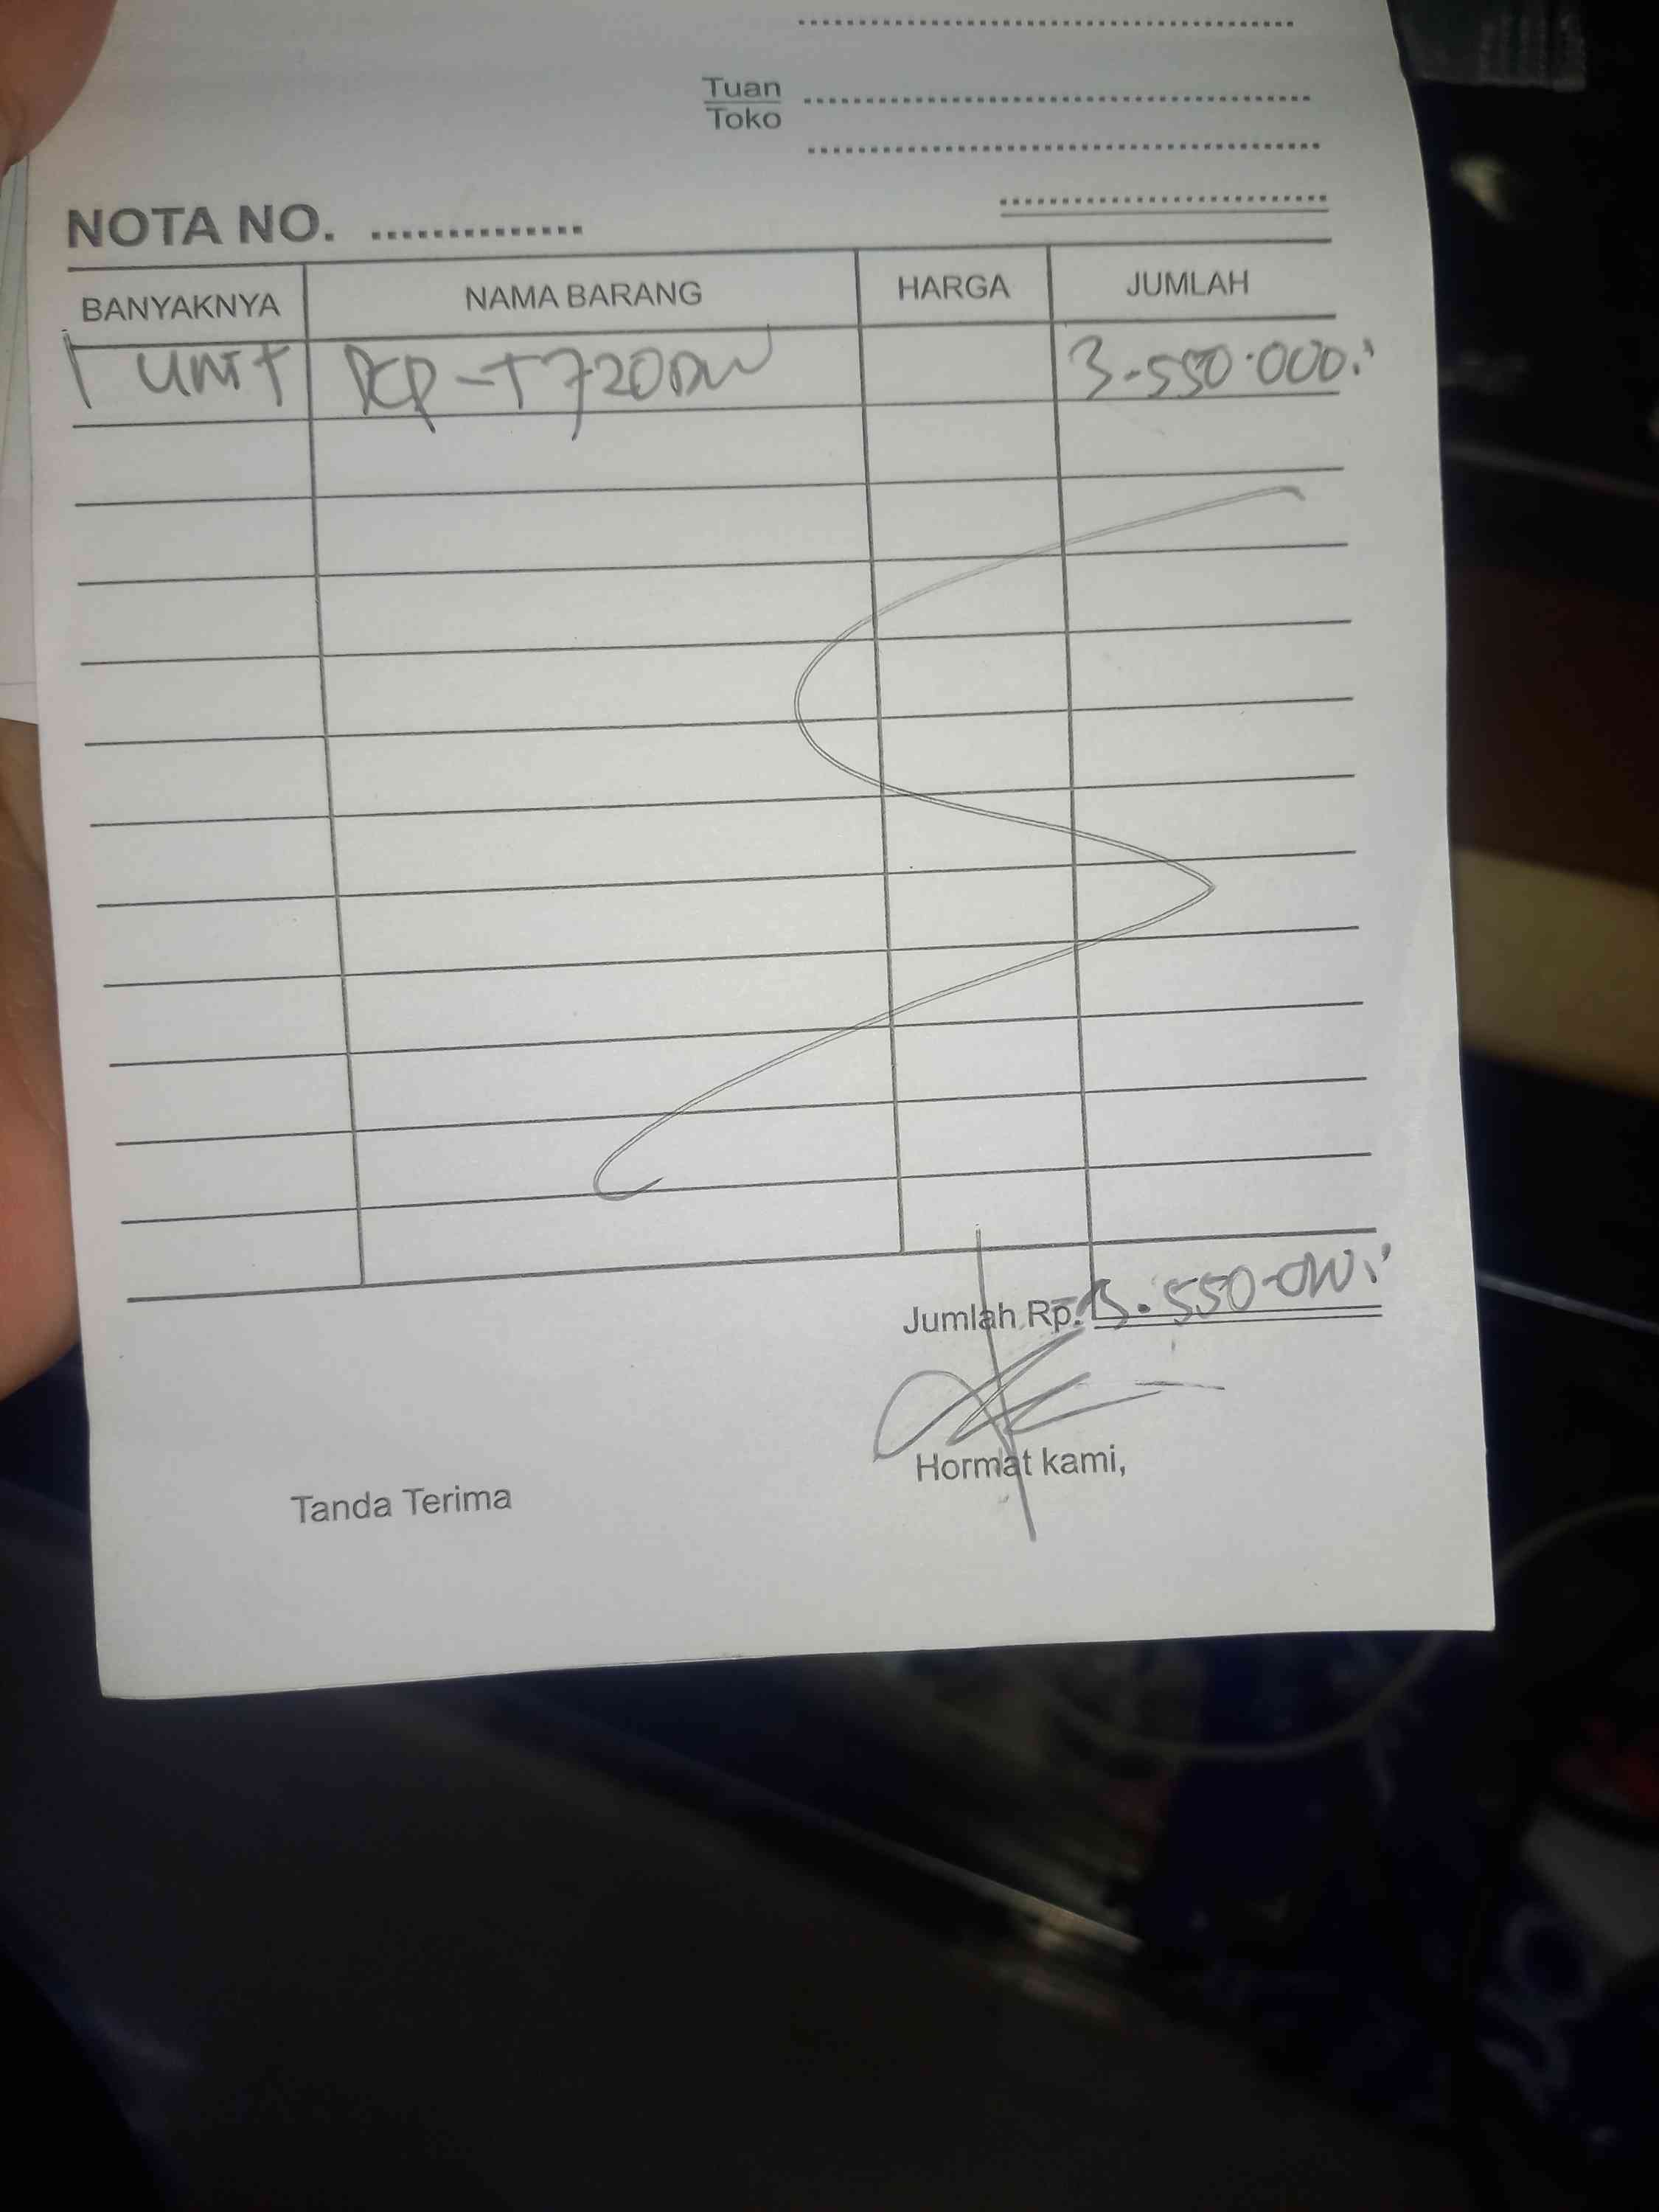 Tuan
Toko
NOTA NO.
BANYAKNYA NAMA BARANG HARGA JUMLAH
1 UNIT DCP-T720DW 3.550.000
Jumlah Rp. 3.550.000
Hormat kami,
Tanda Terima